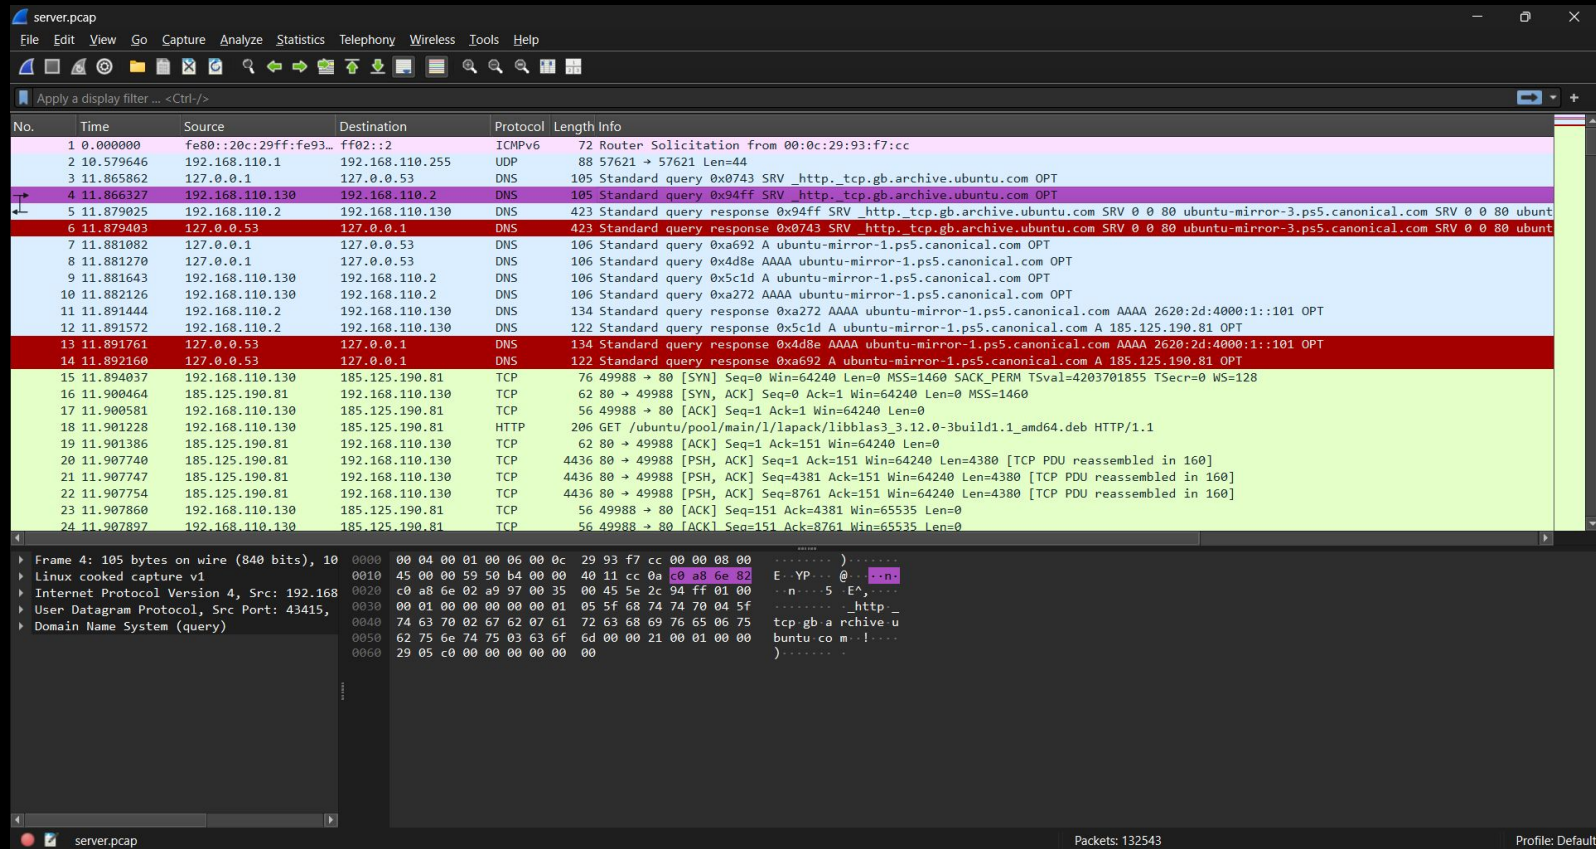 server.pcap
File Edit View Go Capture Analyze Statistics Telephony Wireless Tools Help
Apply a display filter ... <Ctrl-/>
No. Time Source Destination Protocol Length Info
1 0.000000 fe80::20c:29ff:fe93… ff02::2 ICMPv6 72 Router Solicitation from 00:0c:29:93:f7:cc
2 10.579646 192.168.110.1 192.168.110.255 UDP 88 57621 → 57621 Len=44
3 11.865862 127.0.0.1 127.0.0.53 DNS 105 Standard query 0x0743 SRV _http._tcp.gb.archive.ubuntu.com OPT
4 11.866327 192.168.110.130 192.168.110.2 DNS 105 Standard query 0x94ff SRV _http._tcp.gb.archive.ubuntu.com OPT
5 11.879025 192.168.110.2 192.168.110.130 DNS 423 Standard query response 0x94ff SRV _http._tcp.gb.archive.ubuntu.com SRV 0 0 80 ubuntu-mirror-3.ps5.canonical.com SRV 0 0 80 ubunt
6 11.879403 127.0.0.53 127.0.0.1 DNS 423 Standard query response 0x0743 SRV _http._tcp.gb.archive.ubuntu.com SRV 0 0 80 ubuntu-mirror-3.ps5.canonical.com SRV 0 0 80 ubunt
7 11.881082 127.0.0.1 127.0.0.53 DNS 106 Standard query 0xa692 A ubuntu-mirror-1.ps5.canonical.com OPT
8 11.881270 127.0.0.1 127.0.0.53 DNS 106 Standard query 0x4d8e AAAA ubuntu-mirror-1.ps5.canonical.com OPT
9 11.881643 192.168.110.130 192.168.110.2 DNS 106 Standard query 0x5c1d A ubuntu-mirror-1.ps5.canonical.com OPT
10 11.882126 192.168.110.130 192.168.110.2 DNS 106 Standard query 0xa272 AAAA ubuntu-mirror-1.ps5.canonical.com OPT
11 11.891444 192.168.110.2 192.168.110.130 DNS 134 Standard query response 0xa272 AAAA ubuntu-mirror-1.ps5.canonical.com AAAA 2620:2d:4000:1::101 OPT
12 11.891572 192.168.110.2 192.168.110.130 DNS 122 Standard query response 0x5c1d A ubuntu-mirror-1.ps5.canonical.com A 185.125.190.81 OPT
13 11.891761 127.0.0.53 127.0.0.1 DNS 134 Standard query response 0x4d8e AAAA ubuntu-mirror-1.ps5.canonical.com AAAA 2620:2d:4000:1::101 OPT
14 11.892160 127.0.0.53 127.0.0.1 DNS 122 Standard query response 0xa692 A ubuntu-mirror-1.ps5.canonical.com A 185.125.190.81 OPT
15 11.894037 192.168.110.130 185.125.190.81 TCP 76 49988 → 80 [SYN] Seq=0 Win=64240 Len=0 MSS=1460 SACK_PERM TSval=4203701855 TSecr=0 WS=128
16 11.900464 185.125.190.81 192.168.110.130 TCP 62 80 → 49988 [SYN, ACK] Seq=0 Ack=1 Win=64240 Len=0 MSS=1460
17 11.900581 192.168.110.130 185.125.190.81 TCP 56 49988 → 80 [ACK] Seq=1 Ack=1 Win=64240 Len=0
18 11.901228 192.168.110.130 185.125.190.81 HTTP 206 GET /ubuntu/pool/main/l/lapack/libblas3_3.12.0-3build1.1_amd64.deb HTTP/1.1
19 11.901386 185.125.190.81 192.168.110.130 TCP 62 80 → 49988 [ACK] Seq=1 Ack=151 Win=64240 Len=0
20 11.907740 185.125.190.81 192.168.110.130 TCP 4436 80 → 49988 [PSH, ACK] Seq=1 Ack=151 Win=64240 Len=4380 [TCP PDU reassembled in 160]
21 11.907747 185.125.190.81 192.168.110.130 TCP 4436 80 → 49988 [PSH, ACK] Seq=4381 Ack=151 Win=64240 Len=4380 [TCP PDU reassembled in 160]
22 11.907754 185.125.190.81 192.168.110.130 TCP 4436 80 → 49988 [PSH, ACK] Seq=8761 Ack=151 Win=64240 Len=4380 [TCP PDU reassembled in 160]
23 11.907860 192.168.110.130 185.125.190.81 TCP 56 49988 → 80 [ACK] Seq=151 Ack=4381 Win=65535 Len=0
24 11.907897 192.168.110.130 185.125.190.81 TCP 56 49988 → 80 [ACK] Seq=151 Ack=8761 Win=65535 Len=0
Frame 4: 105 bytes on wire (840 bits), 10
Linux cooked capture v1
Internet Protocol Version 4, Src: 192.168
User Datagram Protocol, Src Port: 43415,
Domain Name System (query)
0000 00 04 00 01 00 06 00 0c 29 93 f7 cc 00 00 08 00 ········ )·······
0010 45 00 00 59 50 b4 00 00 40 11 cc 0a c0 a8 6e 82 E··YP··· @·····n·
0020 c0 a8 6e 02 a9 97 00 35 00 45 5e 2c 94 ff 01 00 ··n····5 ·E^,····
0030 00 01 00 00 00 00 00 01 05 5f 68 74 74 70 04 5f ········ ·_http·_
0040 74 63 70 02 67 62 07 61 72 63 68 69 76 65 06 75 tcp·gb·a rchive·u
0050 62 75 6e 74 75 03 63 6f 6d 00 00 21 00 01 00 00 buntu·co m··!····
0060 29 05 c0 00 00 00 00 00 00 )······· ·
server.pcap
Packets: 132543
Profile: Default